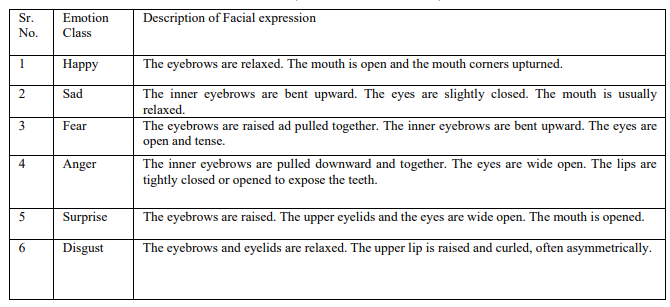 Sr. No. Emotion Class Description of Facial expression
1 Happy The eyebrows are relaxed. The mouth is open and the mouth corners upturned.
2 Sad The inner eyebrows are bent upward. The eyes are slightly closed. The mouth is usually
relaxed.
3 Fear The eyebrows are raised ad pulled together. The inner eyebrows are bent upward. The eyes are
open and tense.
4 Anger The inner eyebrows are pulled downward and together. The eyes are wide open. The lips are
tightly closed or opened to expose the teeth.
5 Surprise The eyebrows are raised. The upper eyelids and the eyes are wide open. The mouth is opened.
6 Disgust The eyebrows and eyelids are relaxed. The upper lip is raised and curled, often asymmetrically.